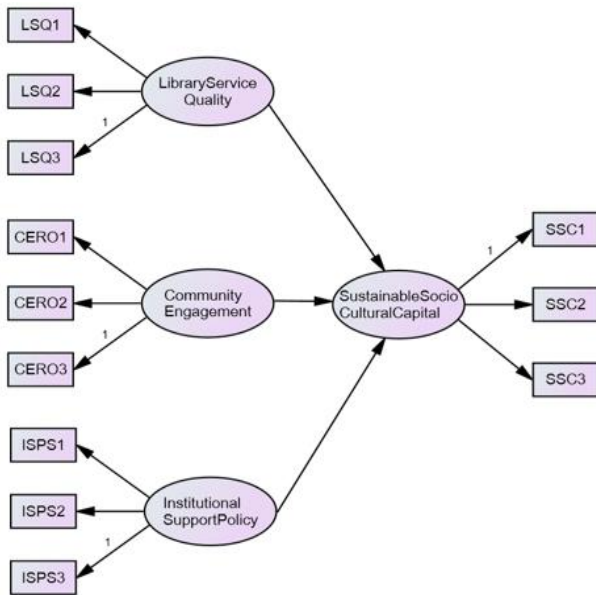 LSQ1
LSQ2
1
LSQ3
LibraryService
Quality
CERO1
CERO2
1
CERO3
Community
Engagement
ISPS1
ISPS2
1
ISPS3
Institutional
SupportPolicy
SustainableSocio
CulturalCapital
1
SSC1
SSC2
SSC3